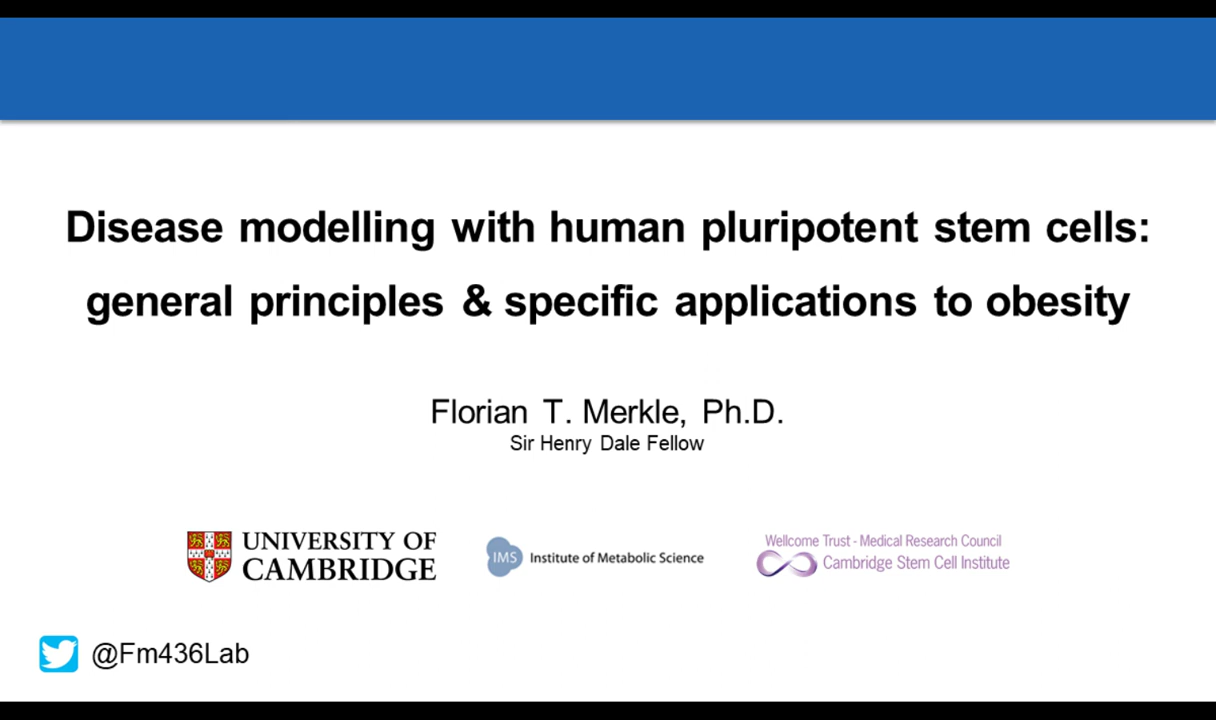 Disease modelling with human pluripotent stem cells:
general principles & specific applications to obesity
Florian T. Merkle, Ph.D.
Sir Henry Dale Fellow
UNIVERSITY OF
CAMBRIDGE
IMS Institute of Metabolic Science
Wellcome Trust - Medical Research Council
Cambridge Stem Cell Institute
@Fm436Lab